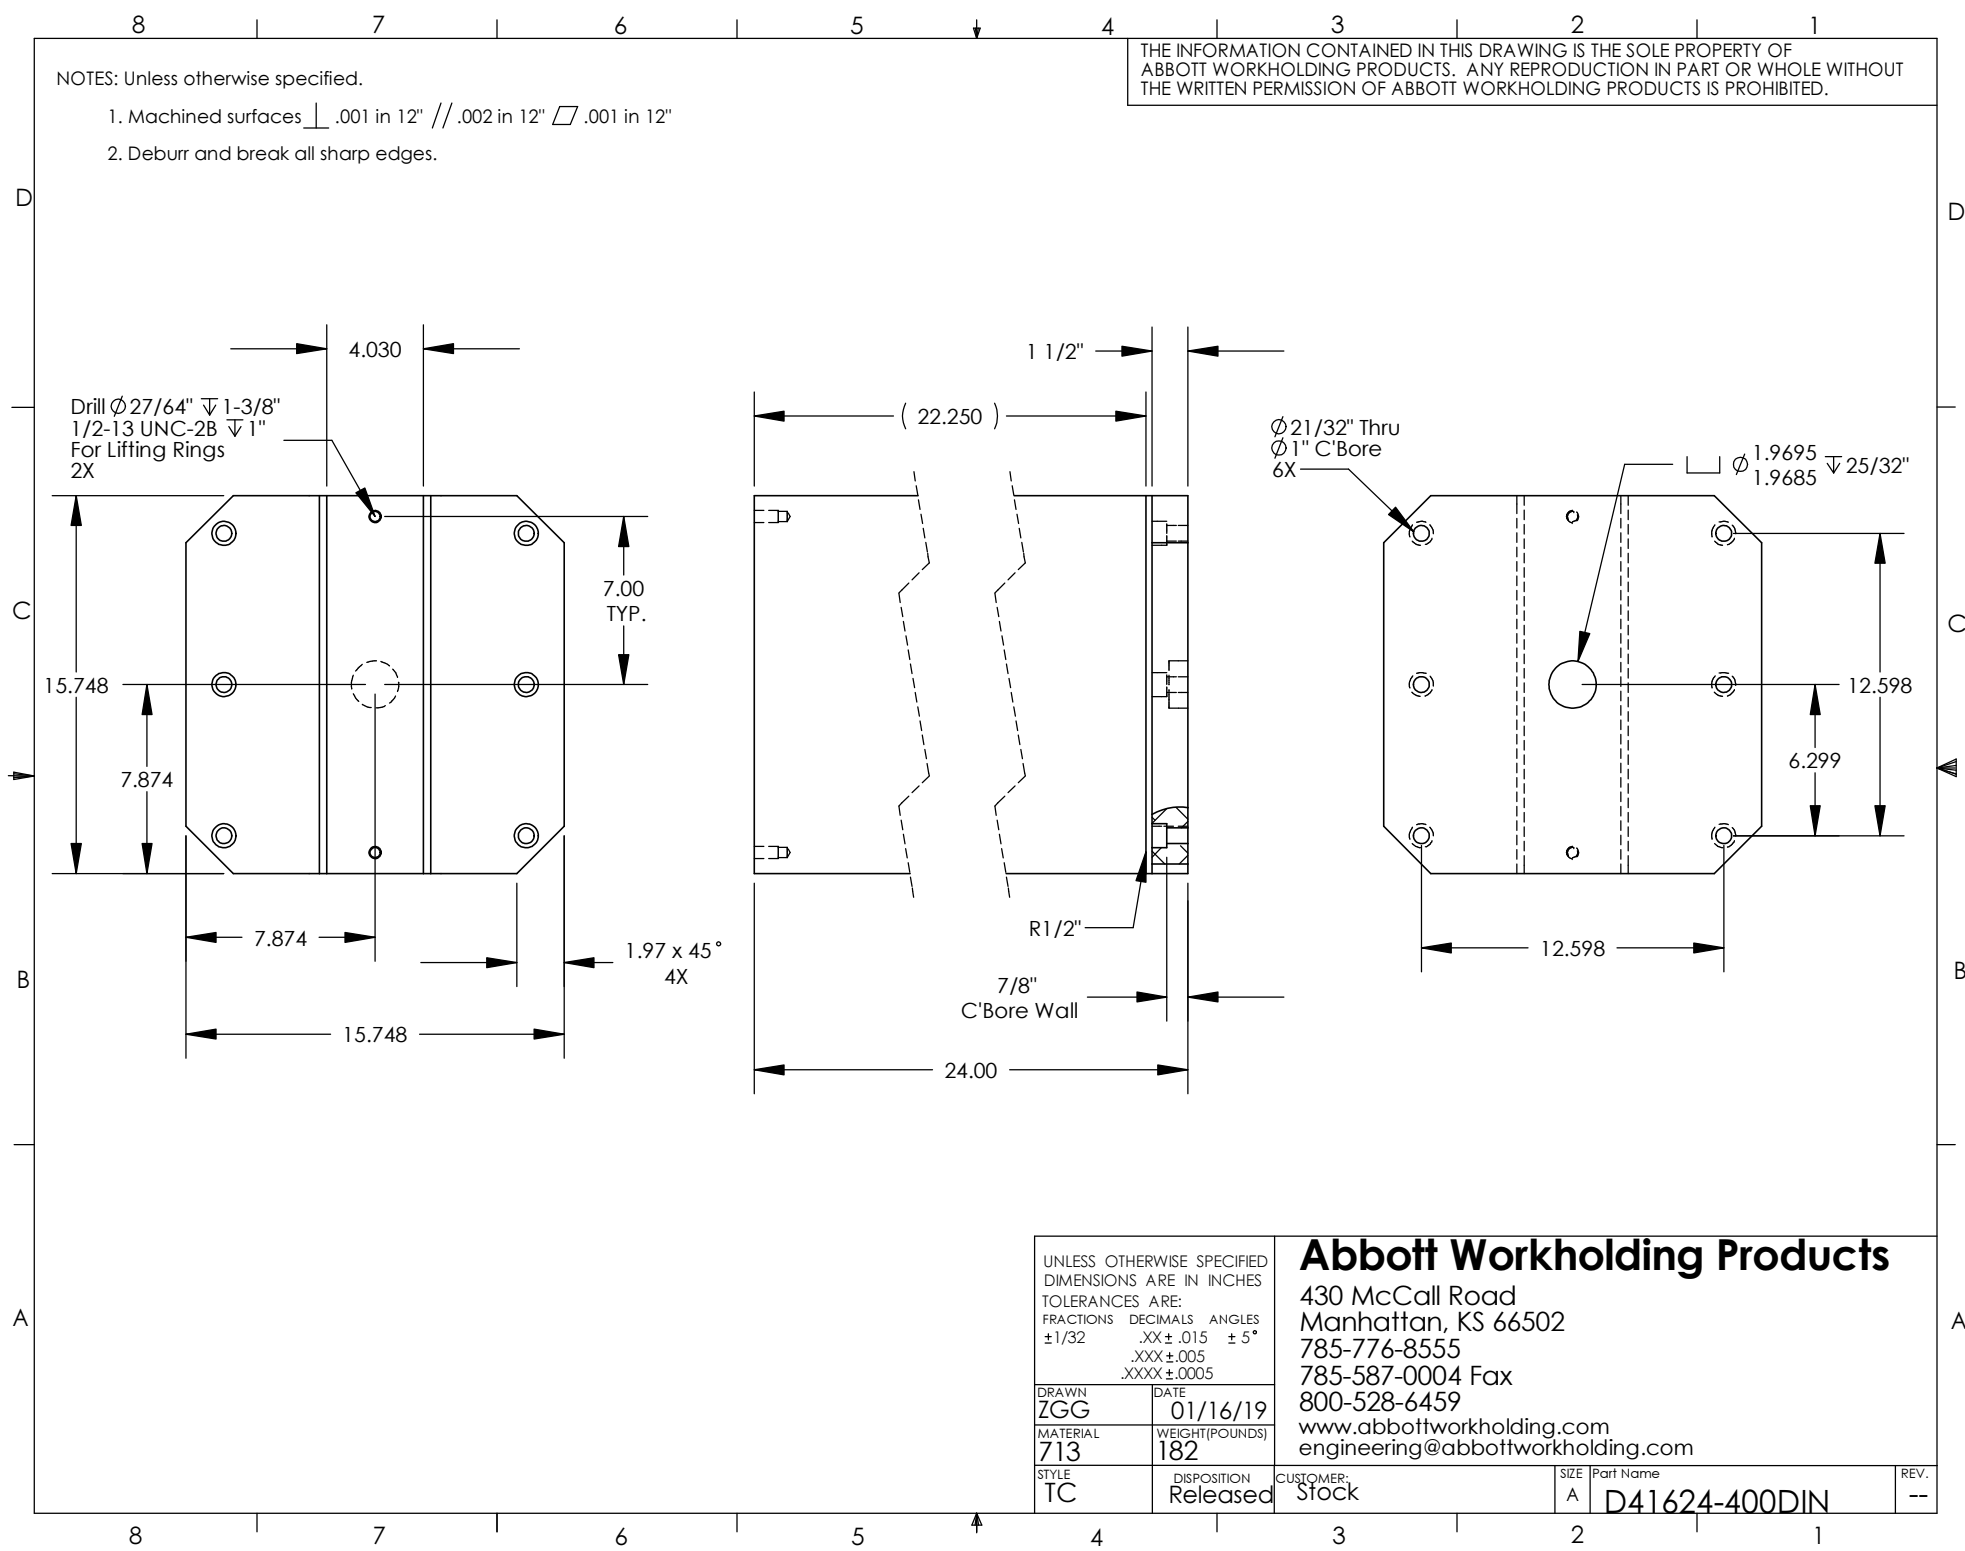 8 7 6 5 4 3 2 1
THE INFORMATION CONTAINED IN THIS DRAWING IS THE SOLE PROPERTY OF
ABBOTT WORKHOLDING PRODUCTS. ANY REPRODUCTION IN PART OR WHOLE WITHOUT
THE WRITTEN PERMISSION OF ABBOTT WORKHOLDING PRODUCTS IS PROHIBITED.
NOTES: Unless otherwise specified.
1. Machined surfaces ⊥ .001 in 12" // .002 in 12" ▱ .001 in 12"
2. Deburr and break all sharp edges.
D D
4.030
Drill ∅27/64" ↧ 1-3/8"
1/2-13 UNC-2B ↧ 1"
For Lifting Rings
2X
7.00
TYP.
15.748
7.874
7.874
1.97 x 45°
4X
15.748
1 1/2"
( 22.250 )
R1/2"
7/8"
C'Bore Wall
24.00
∅21/32" Thru
∅1" C'Bore
6X
⌴ ∅ 1.9695 ↧ 25/32"
1.9685
12.598
6.299
12.598
C C
B B
A A
UNLESS OTHERWISE SPECIFIED
DIMENSIONS ARE IN INCHES
TOLERANCES ARE:
FRACTIONS DECIMALS ANGLES
±1/32 .XX± .015 ± 5°
.XXX±.005
.XXXX±.0005
DRAWN DATE
ZGG 01/16/19
MATERIAL WEIGHT(POUNDS)
713 182
STYLE DISPOSITION
TC Released
Abbott Workholding Products
430 McCall Road
Manhattan, KS 66502
785-776-8555
785-587-0004 Fax
800-528-6459
www.abbottworkholding.com
engineering@abbottworkholding.com
CUSTOMER:
Stock
SIZE
A
Part Name
D41624-400DIN
REV.
--
8 7 6 5 4 3 2 1